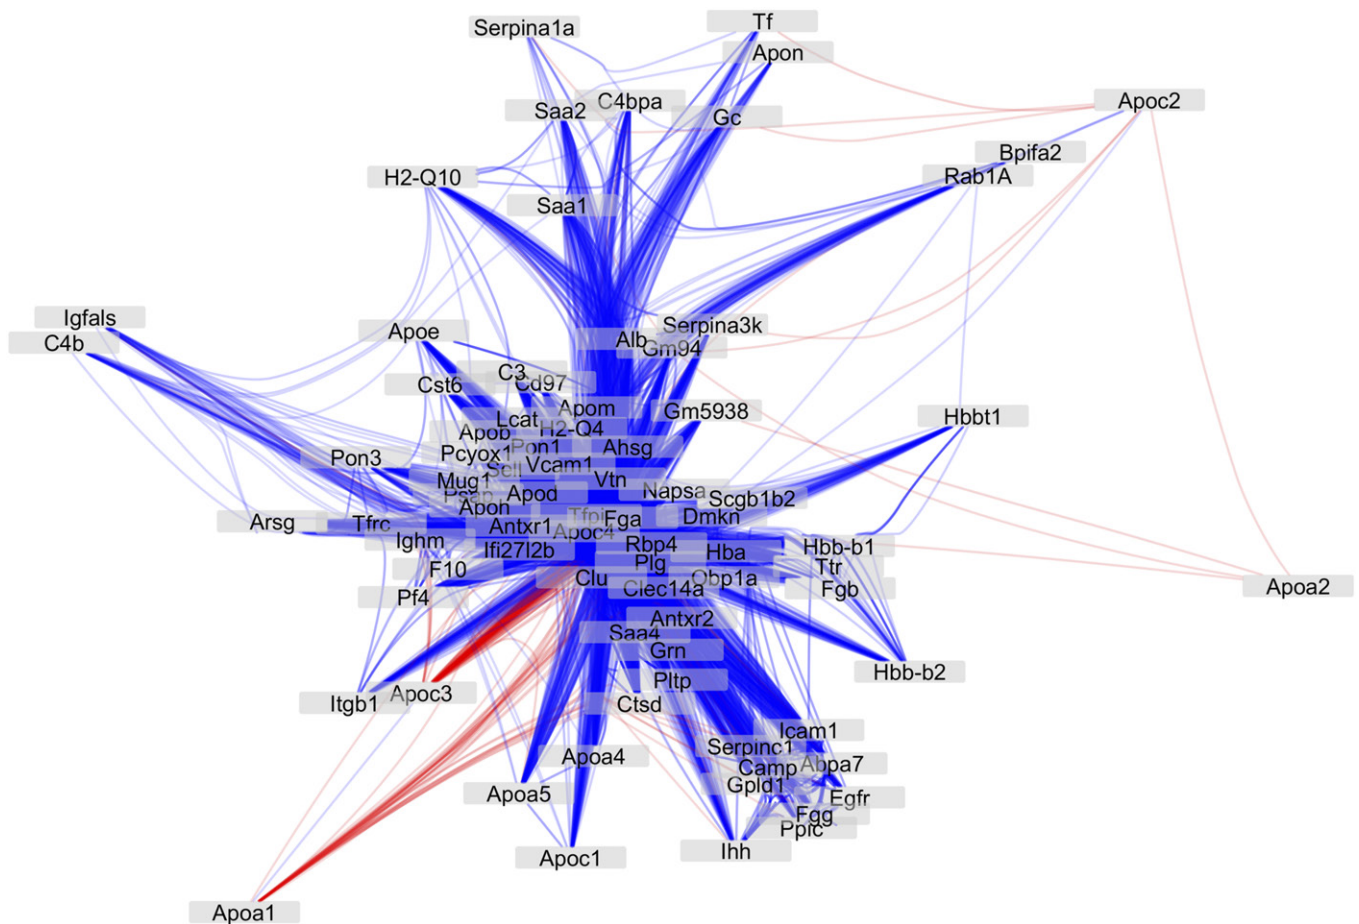 Serpina1a
Tf
Apon
Apoc2
Saa2
C4bpa
Gc
Bpifa2
H2-Q10
Rab1A
Saa1
Igfals
C4b
Apoe
Serpina3k
Alb
Gm94
C3
Cd97
Cst6
Apom
Gm5938
Hbbt1
Lcat
Apob
H2-Q4
Pcyox1
Pon1
Ahsg
Pon3
Sell
Vcam1
Mug1
Vtn
Psap
Apod
Napsa
Scgb1b2
Apoh
Arsg
Tfrc
Antxr1
Tfpi
Fga
Dmkn
Ighm
Apoc4
Ifi27l2b
Rbp4
Hba
Hbb-b1
F10
Plg
Ttr
Clu
Obp1a
Fgb
Apoa2
Pf4
Clec14a
Antxr2
Saa4
Grn
Hbb-b2
Pltp
Itgb1
Apoc3
Ctsd
Icam1
Serpinc1
Apoa4
Camp
Abpa7
Gpld1
Apoa5
Egfr
Fgg
Ppic
Ihh
Apoc1
Apoa1